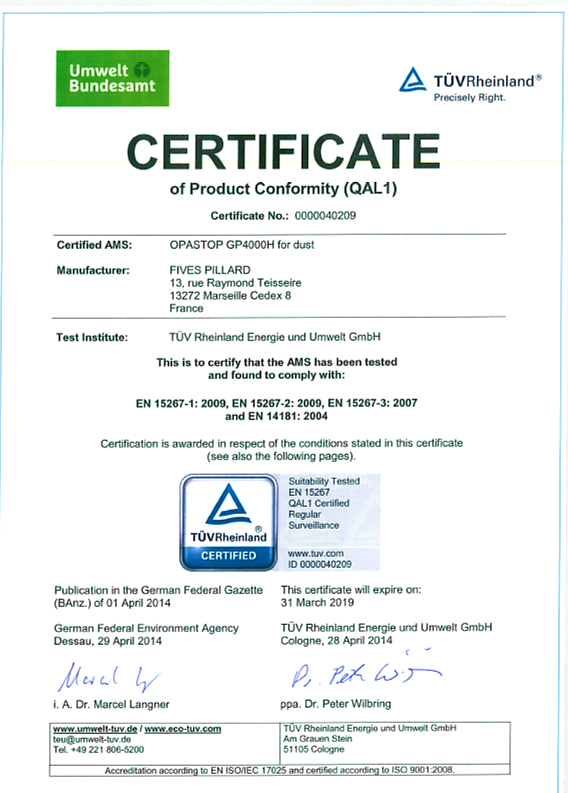 Umwelt
Bundesamt
TÜVRheinland®
Precisely Right.
CERTIFICATE
of Product Conformity (QAL1)
Certificate No.: 0000040209
Certified AMS: OPASTOP GP4000H for dust
Manufacturer: FIVES PILLARD
13, rue Raymond Teisseire
13272 Marseille Cedex 8
France
Test Institute: TÜV Rheinland Energie und Umwelt GmbH
This is to certify that the AMS has been tested
and found to comply with:
EN 15267-1: 2009, EN 15267-2: 2009, EN 15267-3: 2007
and EN 14181: 2004
Certification is awarded in respect of the conditions stated in this certificate
(see also the following pages).
TÜVRheinland®
CERTIFIED
Suitability Tested
EN 15267
QAL1 Certified
Regular
Surveillance
www.tuv.com
ID 0000040209
Publication in the German Federal Gazette
(BAnz.) of 01 April 2014
This certificate will expire on:
31 March 2019
German Federal Environment Agency
Dessau, 29 April 2014
TÜV Rheinland Energie und Umwelt GmbH
Cologne, 28 April 2014
i. A. Dr. Marcel Langner
ppa. Dr. Peter Wilbring
www.umwelt-tuv.de / www.eco-tuv.com
teu@umwelt-tuv.de
Tel. +49 221 806-5200
TÜV Rheinland Energie und Umwelt GmbH
Am Grauen Stein
51105 Cologne
Accreditation according to EN ISO/IEC 17025 and certified according to ISO 9001:2008.